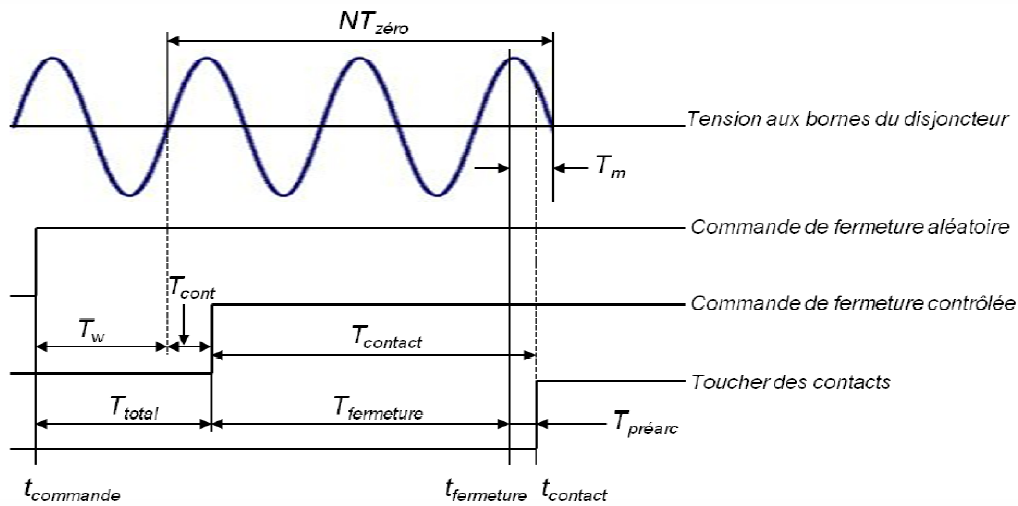 NTzéro
Tension aux bornes du disjoncteur
Tm
Commande de fermeture aléatoire
Tcont
Commande de fermeture contrôlée
Tw
Tcontact
Toucher des contacts
Ttotal
Tfermeture
Tpréarc
tcommande
tfermeture
tcontact